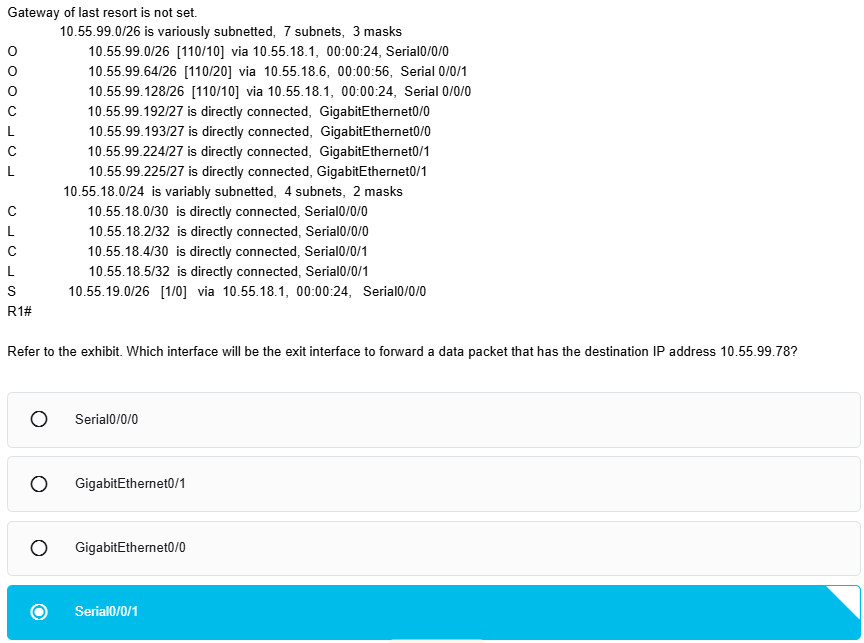 Gateway of last resort is not set.
10.55.99.0/26 is variously subnetted, 7 subnets, 3 masks
O 10.55.99.0/26 [110/10] via 10.55.18.1, 00:00:24, Serial0/0/0
O 10.55.99.64/26 [110/20] via 10.55.18.6, 00:00:56, Serial 0/0/1
O 10.55.99.128/26 [110/10] via 10.55.18.1, 00:00:24, Serial 0/0/0
C 10.55.99.192/27 is directly connected, GigabitEthernet0/0
L 10.55.99.193/27 is directly connected, GigabitEthernet0/0
C 10.55.99.224/27 is directly connected, GigabitEthernet0/1
L 10.55.99.225/27 is directly connected, GigabitEthernet0/1
10.55.18.0/24 is variably subnetted, 4 subnets, 2 masks
C 10.55.18.0/30 is directly connected, Serial0/0/0
L 10.55.18.2/32 is directly connected, Serial0/0/0
C 10.55.18.4/30 is directly connected, Serial0/0/1
L 10.55.18.5/32 is directly connected, Serial0/0/1
S 10.55.19.0/26 [1/0] via 10.55.18.1, 00:00:24, Serial0/0/0
R1#
Refer to the exhibit. Which interface will be the exit interface to forward a data packet that has the destination IP address 10.55.99.78?
Serial0/0/0
GigabitEthernet0/1
GigabitEthernet0/0
Serial0/0/1